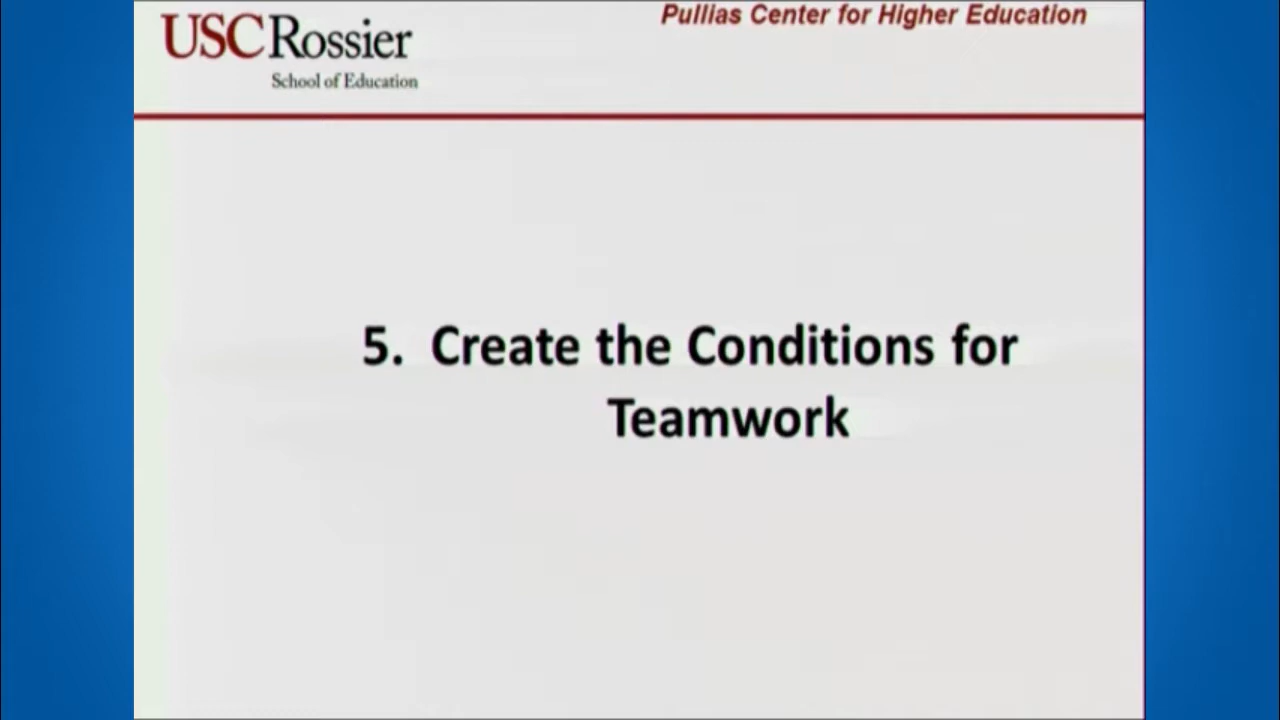 USC Rossier
School of Education
Pullias Center for Higher Education
5. Create the Conditions for
Teamwork